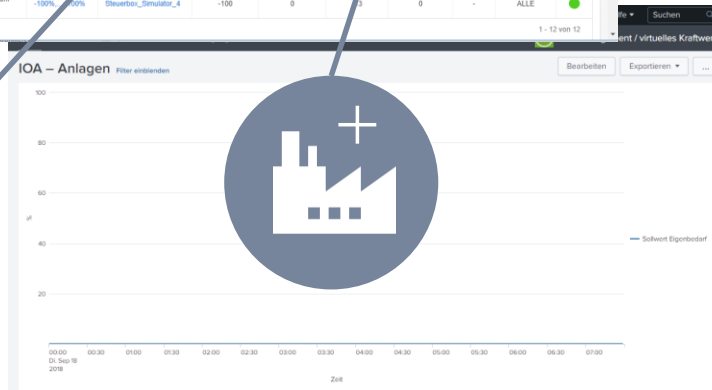 -100%, 100% Steuerbox_Simulator_4 -100 0 0 - ALLE
1 - 12 von 12
Suchen
ent / virtuelles Kraftwer
IOA – Anlagen Filter einblenden
Bearbeiten Exportieren ...
100
80
60
%
40
20
Sollwert Eigenbedarf
00:00 00:30 01:00 01:30 02:00 02:30 03:00 03:30 04:00 04:30 05:00 05:30 06:00 06:30 07:00
Di. Sep 18
2018
Zeit